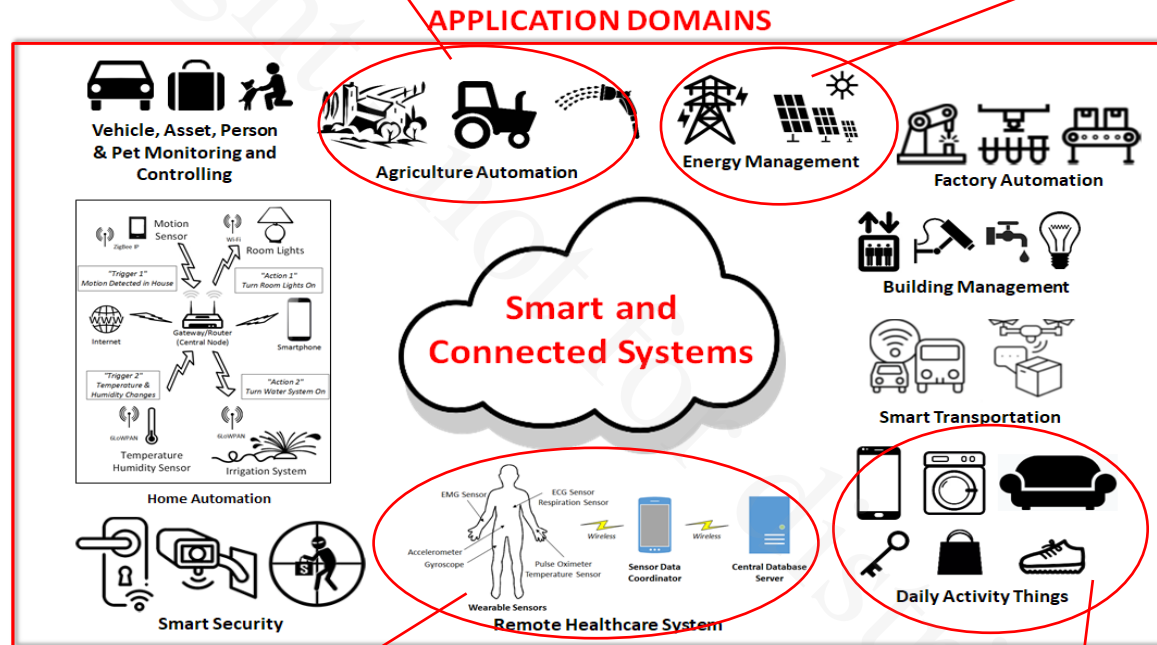 APPLICATION DOMAINS
Vehicle, Asset, Person
& Pet Monitoring and
Controlling
Agriculture Automation
Energy Management
Factory Automation
Motion
Sensor
ZigBee IP
Wi-Fi
Room Lights
"Trigger 1"
Motion Detected in House
"Action 1"
Turn Room Lights On
WWW
Internet
Gateway/Router
(Central Node)
Smartphone
"Trigger 2"
Temperature &
Humidity Changes
"Action 2"
Turn Water System On
6LoWPAN
6LoWPAN
Temperature
Humidity Sensor
Irrigation System
Home Automation
Smart and
Connected Systems
Building Management
Smart Transportation
EMG Sensor
ECG Sensor
Respiration Sensor
Accelerometer
Gyroscope
Pulse Oximeter
Temperature Sensor
Wearable Sensors
Wireless
Sensor Data
Coordinator
Wireless
Central Database
Server
Remote Healthcare System
Daily Activity Things
$
Smart Security
not for